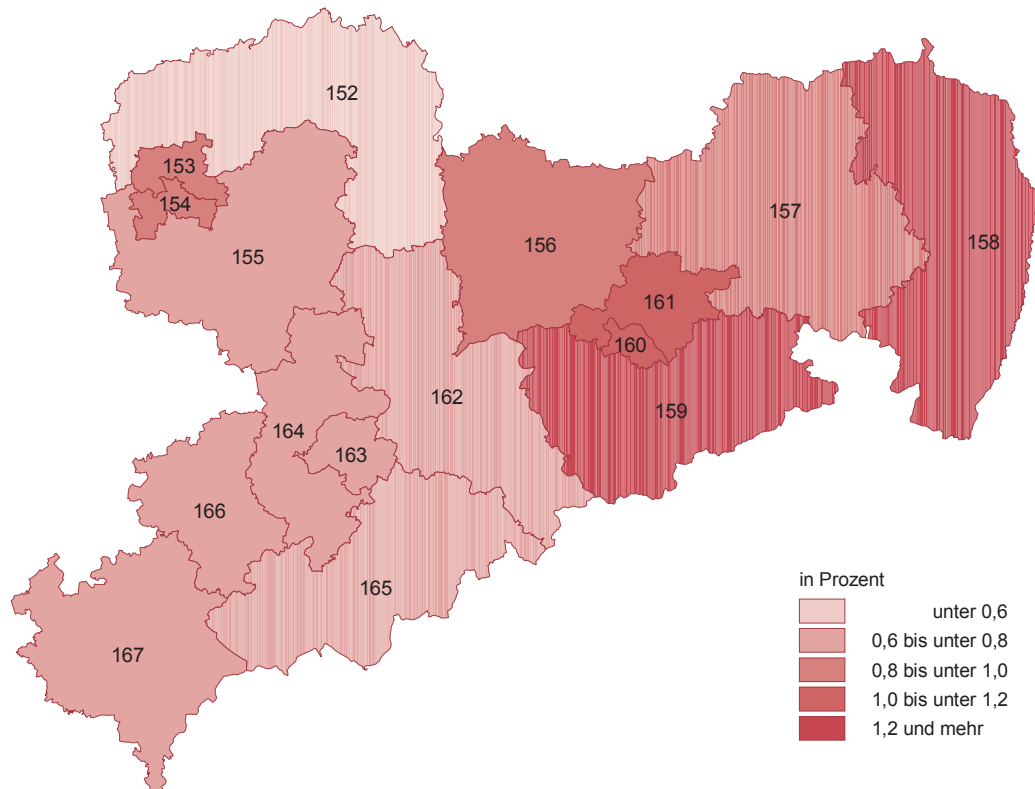 152
153
154
155
156
157
158
161
160
159
162
164
163
166
165
167
in Prozent
unter 0,6
0,6 bis unter 0,8
0,8 bis unter 1,0
1,0 bis unter 1,2
1,2 und mehr